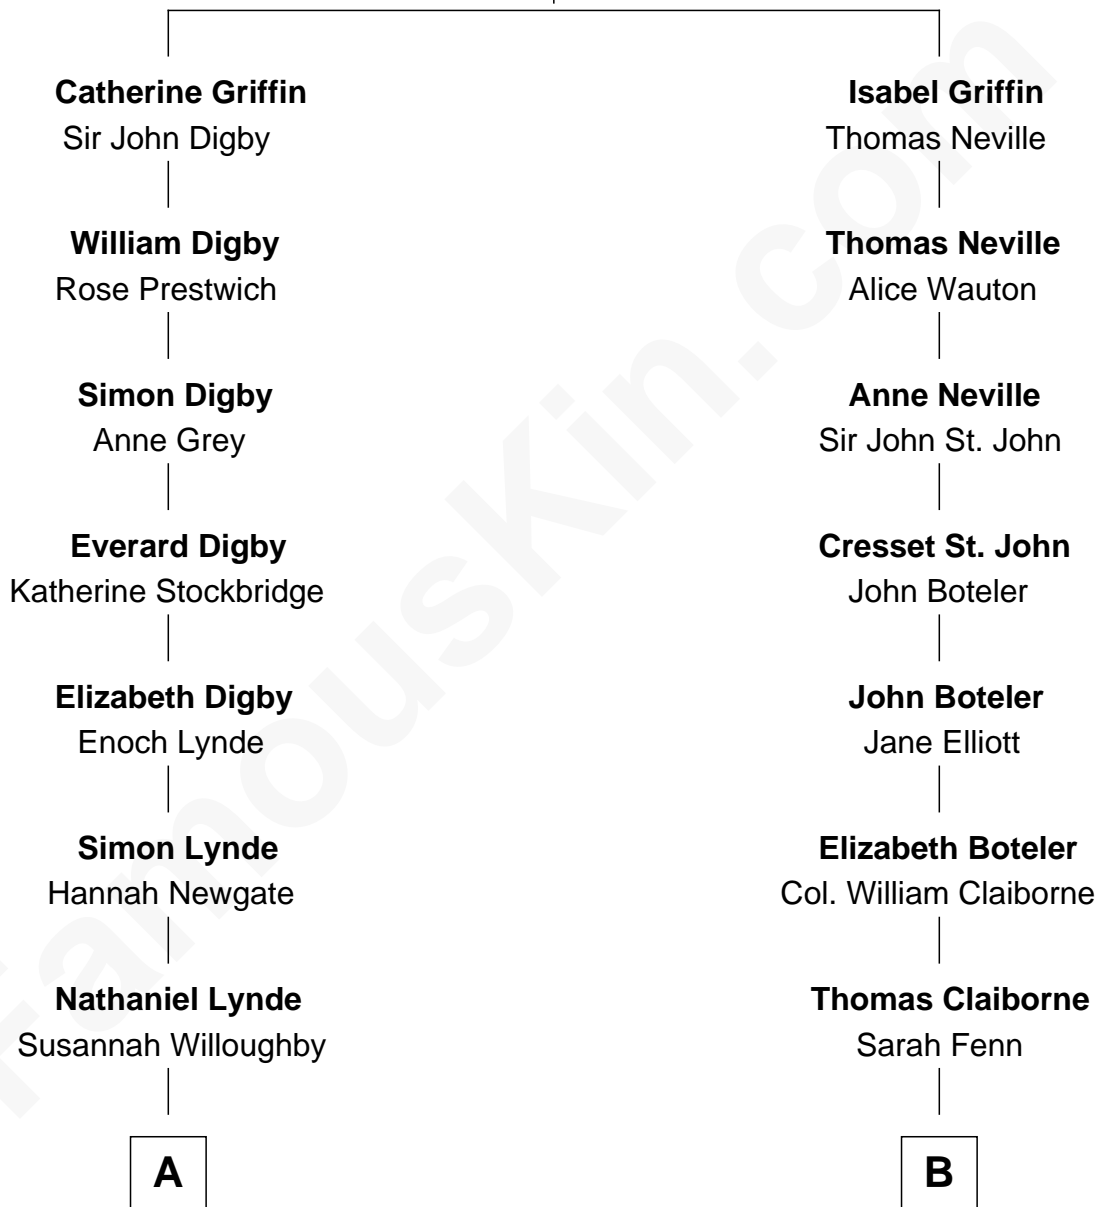 Catherine Griffin
Sir John Digby
William Digby
Rose Prestwich
Simon Digby
Anne Grey
Everard Digby
Katherine Stockbridge
Elizabeth Digby
Enoch Lynde
Simon Lynde
Hannah Newgate
Nathaniel Lynde
Susannah Willoughby
A
Isabel Griffin
Thomas Neville
Thomas Neville
Alice Wauton
Anne Neville
Sir John St. John
Cresset St. John
John Boteler
John Boteler
Jane Elliott
Elizabeth Boteler
Col. William Claiborne
Thomas Claiborne
Sarah Fenn
B
FamousKin.com